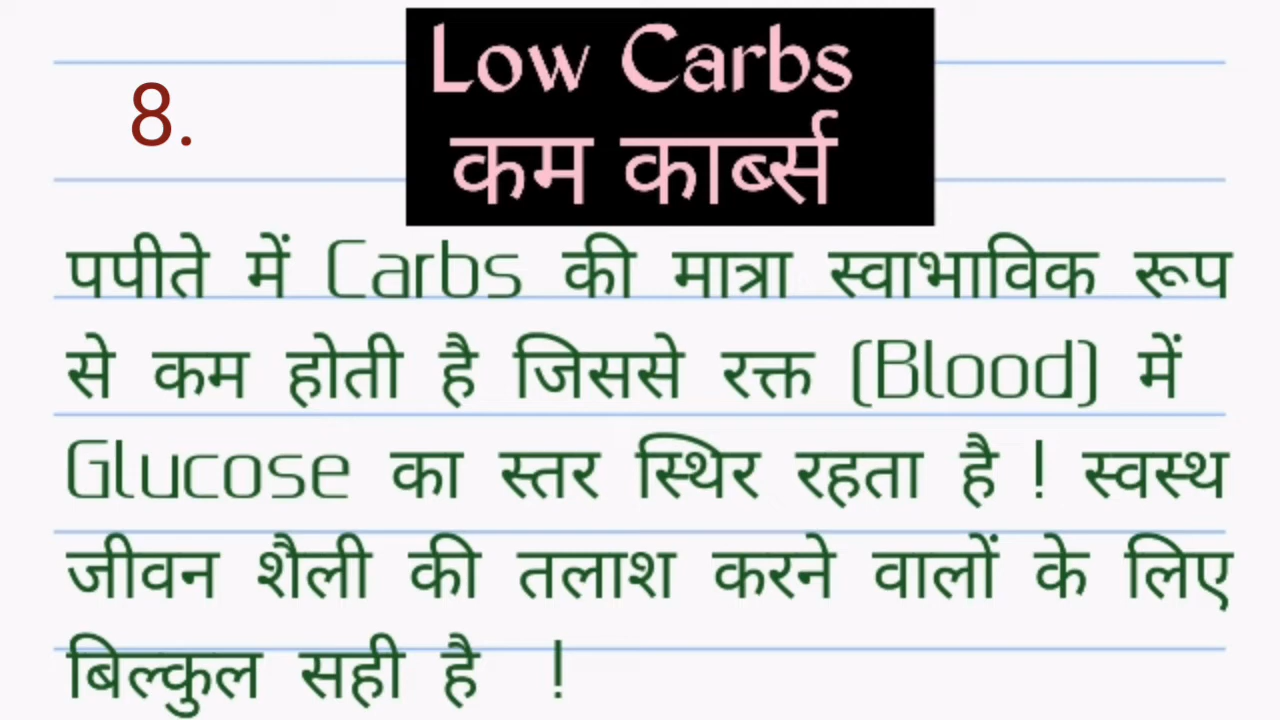 Low Carbs
8.
कम कार्ब्स
पपीते में Carbs की मात्रा स्वाभाविक रूप
से कम होती है जिससे रक्त (Blood) में
Glucose का स्तर स्थिर रहता है ! स्वस्थ
जीवन शैली की तलाश करने वालों के लिए
बिल्कुल सही है !